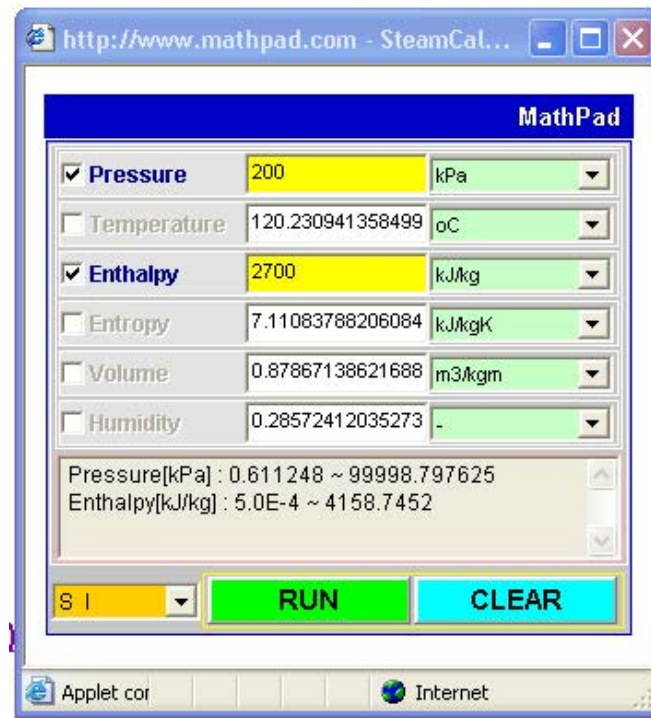 http://www.mathpad.com - SteamCal...
MathPad
Pressure 200 kPa
Temperature 120.230941358499 oC
Enthalpy 2700 kJ/kg
Entropy 7.11083788206084 kJ/kgK
Volume 0.87867138621688 m3/kgm
Humidity 0.28572412035273 -
Pressure[kPa] : 0.611248 ~ 99998.797625
Enthalpy[kJ/kg] : 5.0E-4 ~ 4158.7452
S I RUN CLEAR
Applet cor Internet